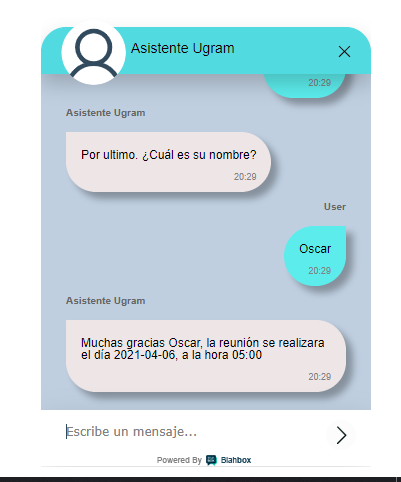 Asistente Ugram
20:29
Asistente Ugram
Por ultimo. ¿Cuál es su nombre?
20:29
User
Oscar
20:29
Asistente Ugram
Muchas gracias Oscar, la reunión se realizara
el día 2021-04-06, a la hora 05:00
20:29
Escribe un mensaje...
Powered By Blahbox